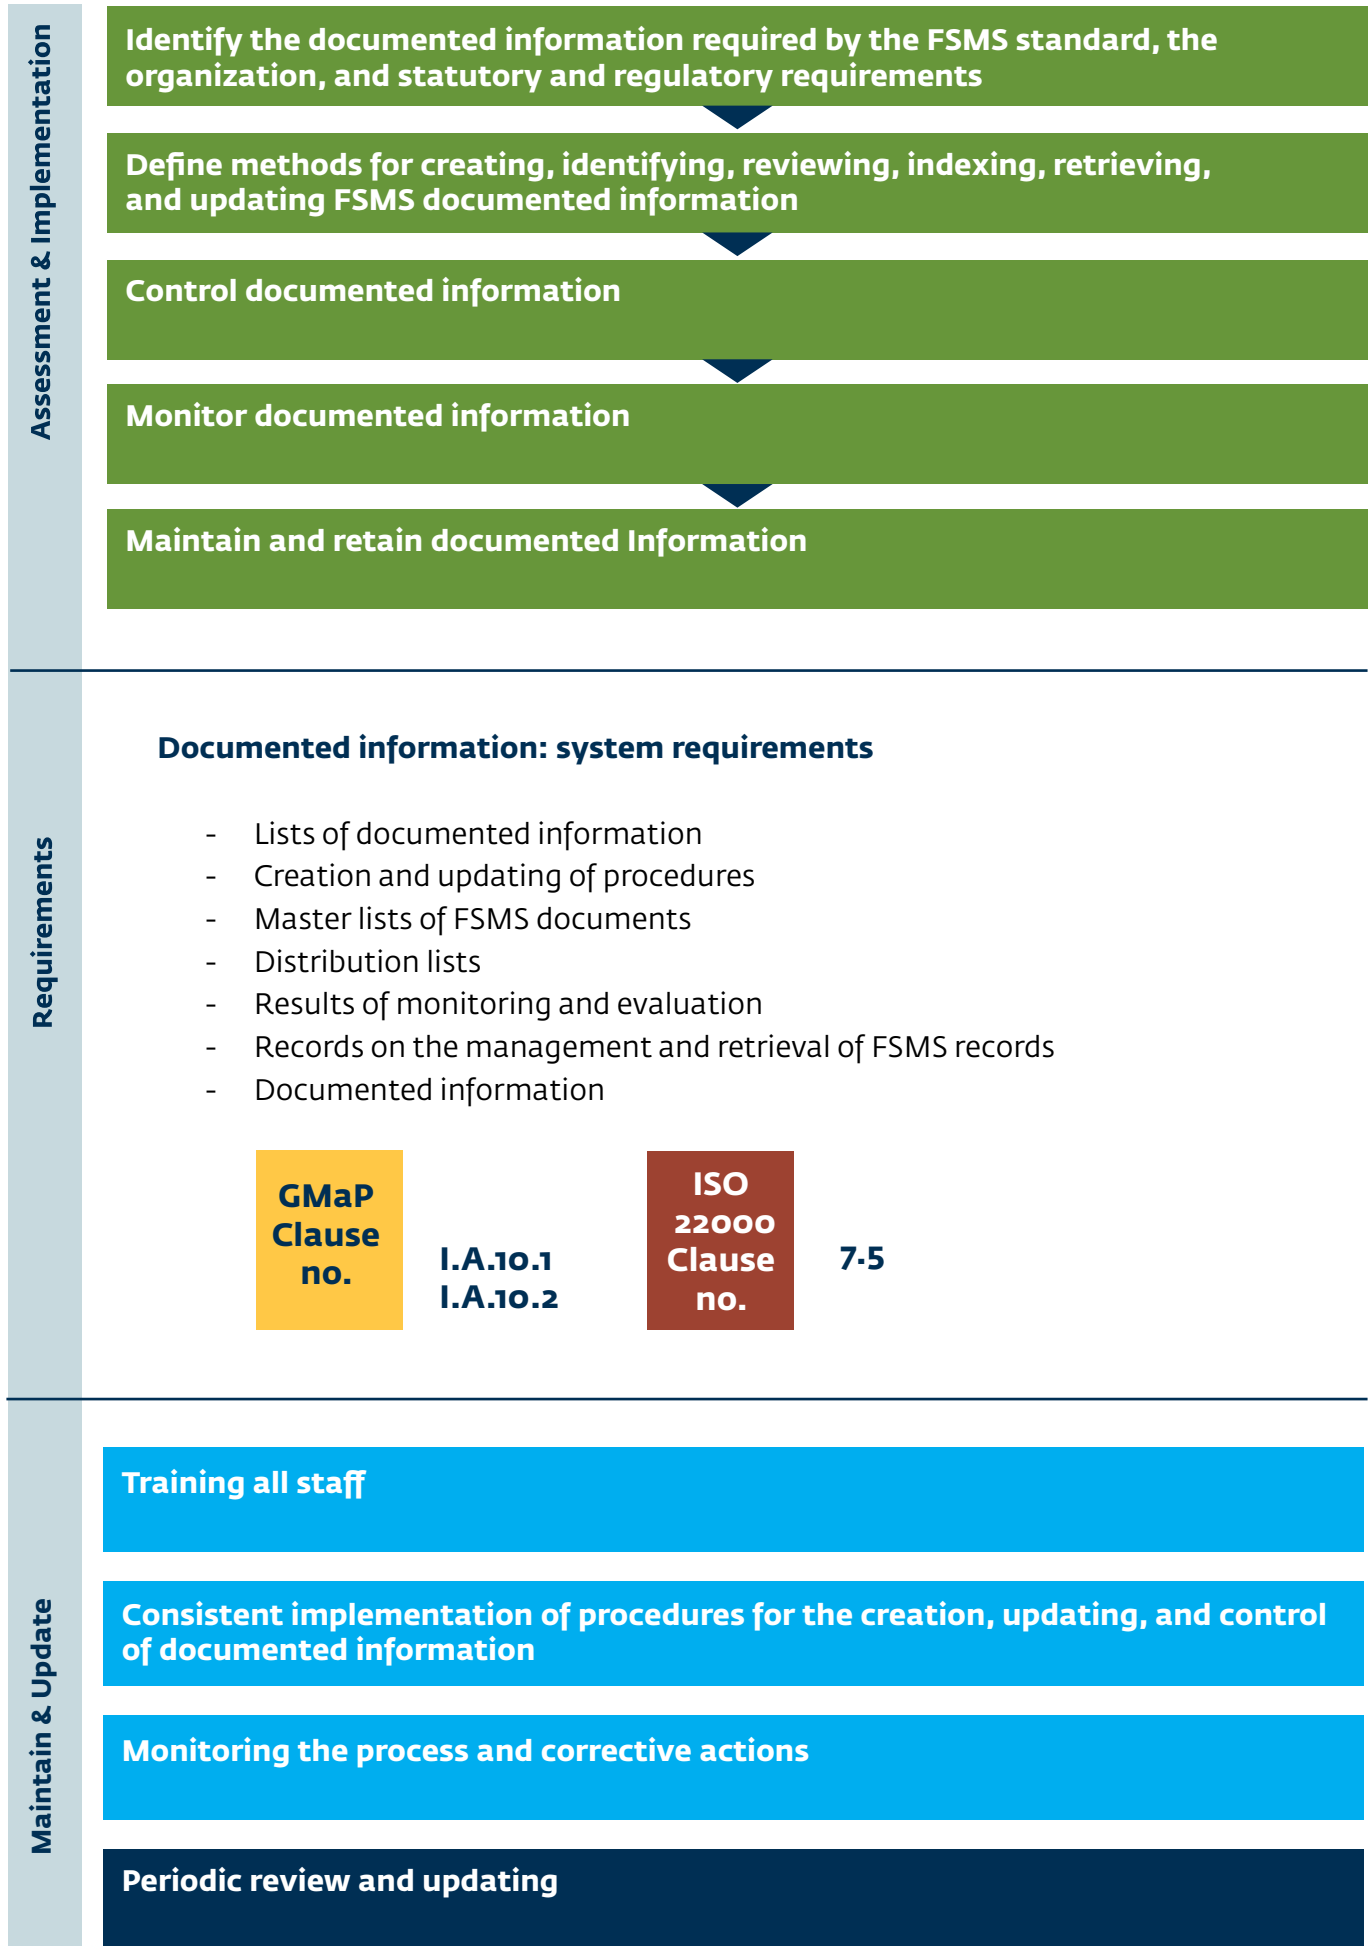 Assessment & Implementation
Identify the documented information required by the FSMS standard, the
organization, and statutory and regulatory requirements
Define methods for creating, identifying, reviewing, indexing, retrieving,
and updating FSMS documented information
Control documented information
Monitor documented information
Maintain and retain documented Information
Requirements
Documented information: system requirements
- Lists of documented information
- Creation and updating of procedures
- Master lists of FSMS documents
- Distribution lists
- Results of monitoring and evaluation
- Records on the management and retrieval of FSMS records
- Documented information
GMaP
Clause
no.
I.A.10.1
I.A.10.2
ISO
22000
Clause
no.
7.5
Maintain & Update
Training all staff
Consistent implementation of procedures for the creation, updating, and control
of documented information
Monitoring the process and corrective actions
Periodic review and updating